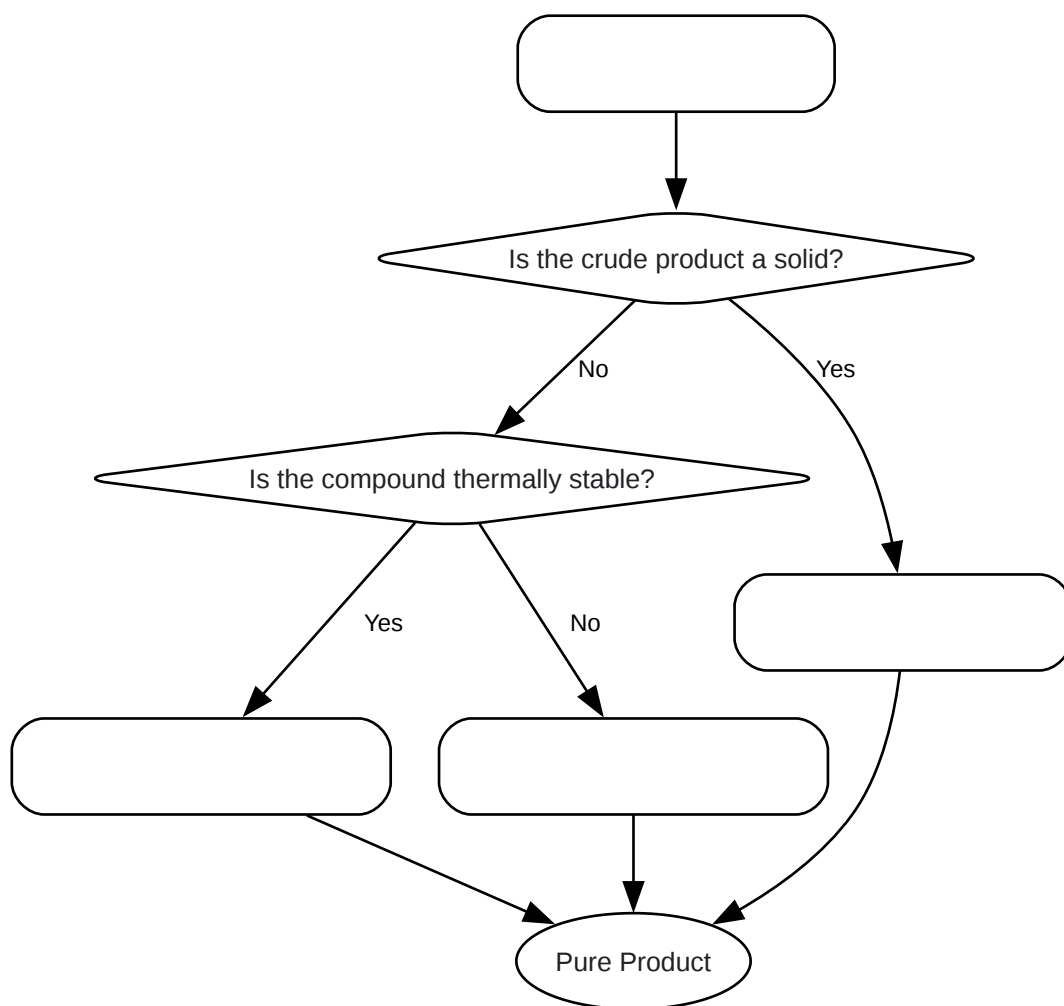 Is the crude product a solid?
No
Yes
Is the compound thermally stable?
Yes
No
Pure Product